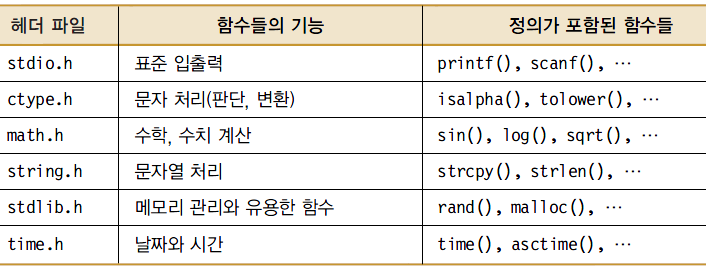 헤더 파일 함수들의 기능 정의가 포함된 함수들
stdio.h 표준 입출력 printf(), scanf(), …
ctype.h 문자 처리(판단, 변환) isalpha(), tolower(), …
math.h 수학, 수치 계산 sin(), log(), sqrt(), …
string.h 문자열 처리 strcpy(), strlen(), …
stdlib.h 메모리 관리와 유용한 함수 rand(), malloc(), …
time.h 날짜와 시간 time(), asctime(), …